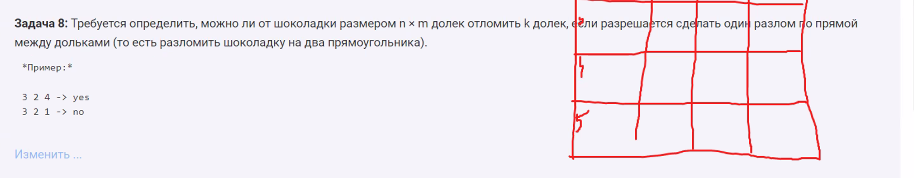 Задача 8: Требуется определить, можно ли от шоколадки размером n × m долек отломить k долек, если разрешается сделать один разлом по прямой
между дольками (то есть разломить шоколадку на два прямоугольника).
*Пример:*
3 2 4 -> yes
3 2 1 -> no
4
5
Изменить ...